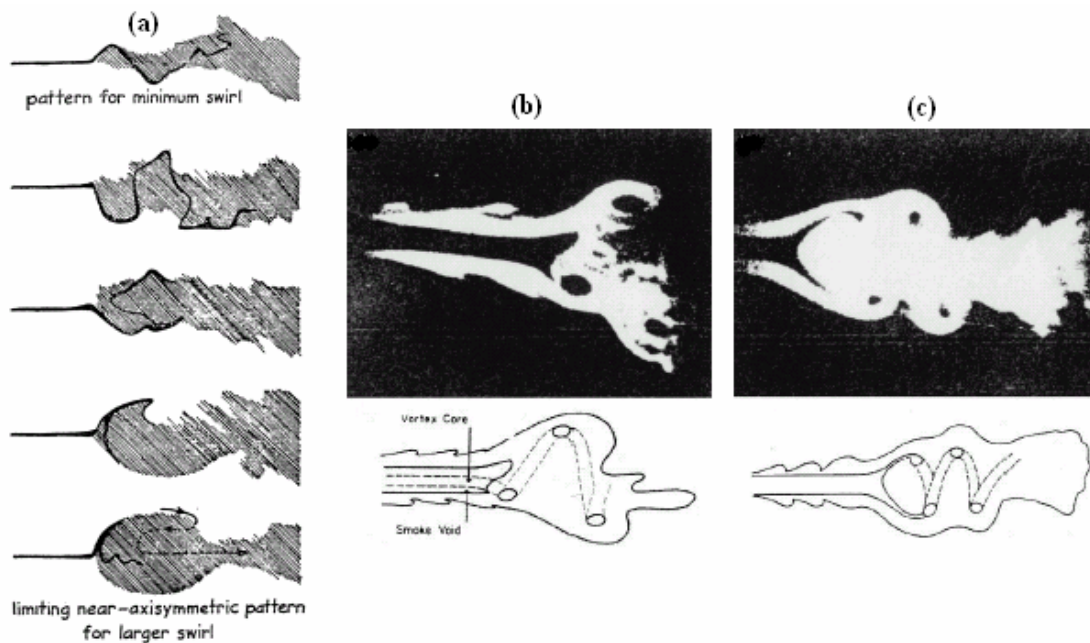 (a)
pattern for minimum swirl
limiting near-axisymmetric pattern
for larger swirl
(b)
Vortex Core
Smoke Void
(c)